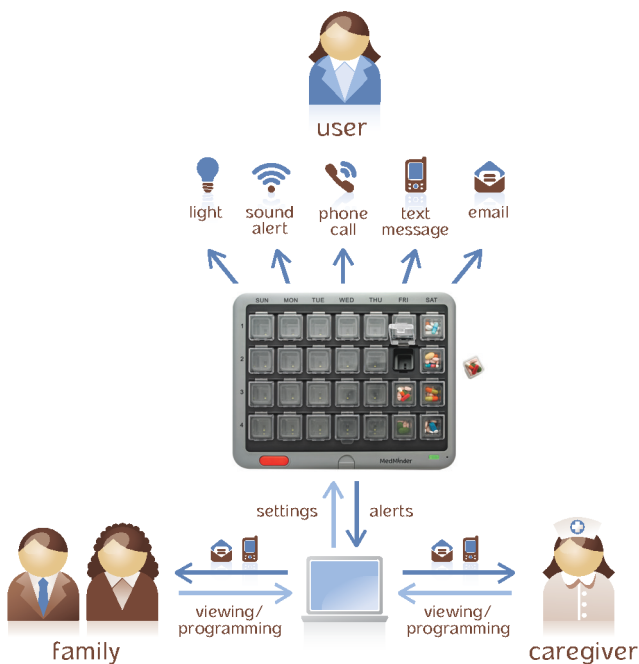 user
light
sound
alert
phone
call
text
message
email
SUN MON TUE WED THU FRI SAT
1
2
3
4
MedMinder
settings
alerts
viewing/
programming
viewing/
programming
family
caregiver